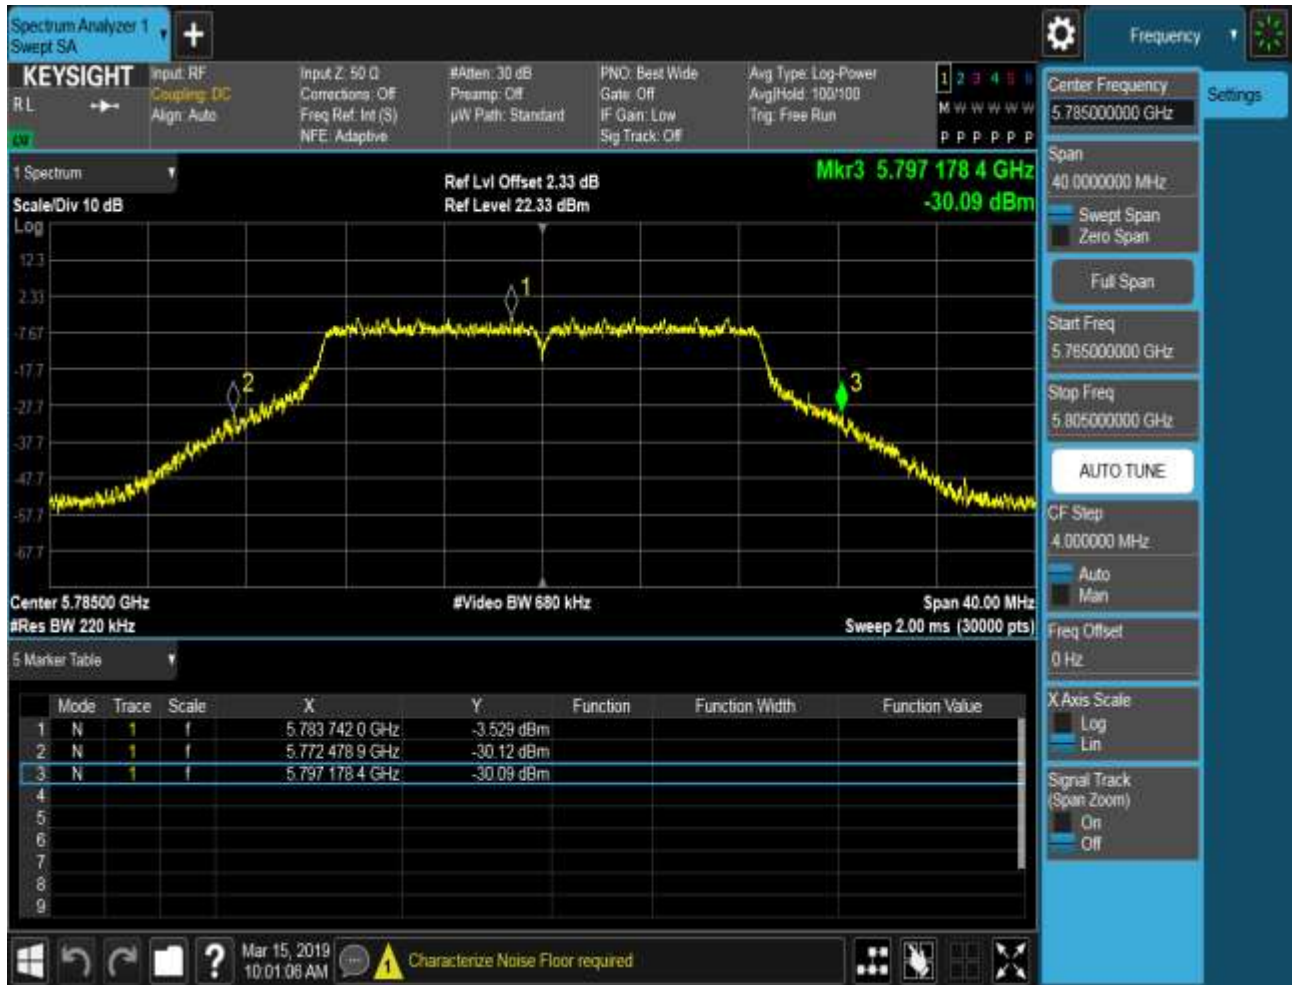 Spectrum Analyzer 1
Swept SA
+
Frequency
KEYSIGHT
RL
Input: RF
Coupling: DC
Align: Auto
Input Z: 50 Ω
Corrections: Off
Freq Ref: Int (S)
NFE: Adaptive
#Atten: 30 dB
Preamp: Off
µW Path: Standard
PNO: Best Wide
Gate: Off
IF Gain: Low
Sig Track: Off
Avg Type: Log-Power
Avg|Hold: 100/100
Trig: Free Run
1 2 3 4 5 6
M W W W W W
P P P P P P
1 Spectrum
Scale/Div 10 dB
Ref Lvl Offset 2.33 dB
Ref Level 22.33 dBm
Mkr3 5.797 178 4 GHz
-30.09 dBm
Log
12.3
2.33
-7.67
-17.7
-27.7
-37.7
-47.7
-57.7
-67.7
1
2
3
Center 5.78500 GHz
#Res BW 220 kHz
#Video BW 680 kHz
Span 40.00 MHz
Sweep 2.00 ms (30000 pts)
5 Marker Table
Mode Trace Scale X Y Function Function Width Function Value
1 N 1 f 5.783 742 0 GHz -3.529 dBm
2 N 1 f 5.772 478 9 GHz -30.12 dBm
3 N 1 f 5.797 178 4 GHz -30.09 dBm
4
5
6
7
8
9
Mar 15, 2019
10:01:06 AM
?
1
Characterize Noise Floor required
Settings
Center Frequency
5.785000000 GHz
Span
40.0000000 MHz
Swept Span
Zero Span
Full Span
Start Freq
5.765000000 GHz
Stop Freq
5.805000000 GHz
AUTO TUNE
CF Step
4.000000 MHz
Auto
Man
Freq Offset
0 Hz
X Axis Scale
Log
Lin
Signal Track
(Span Zoom)
On
Off